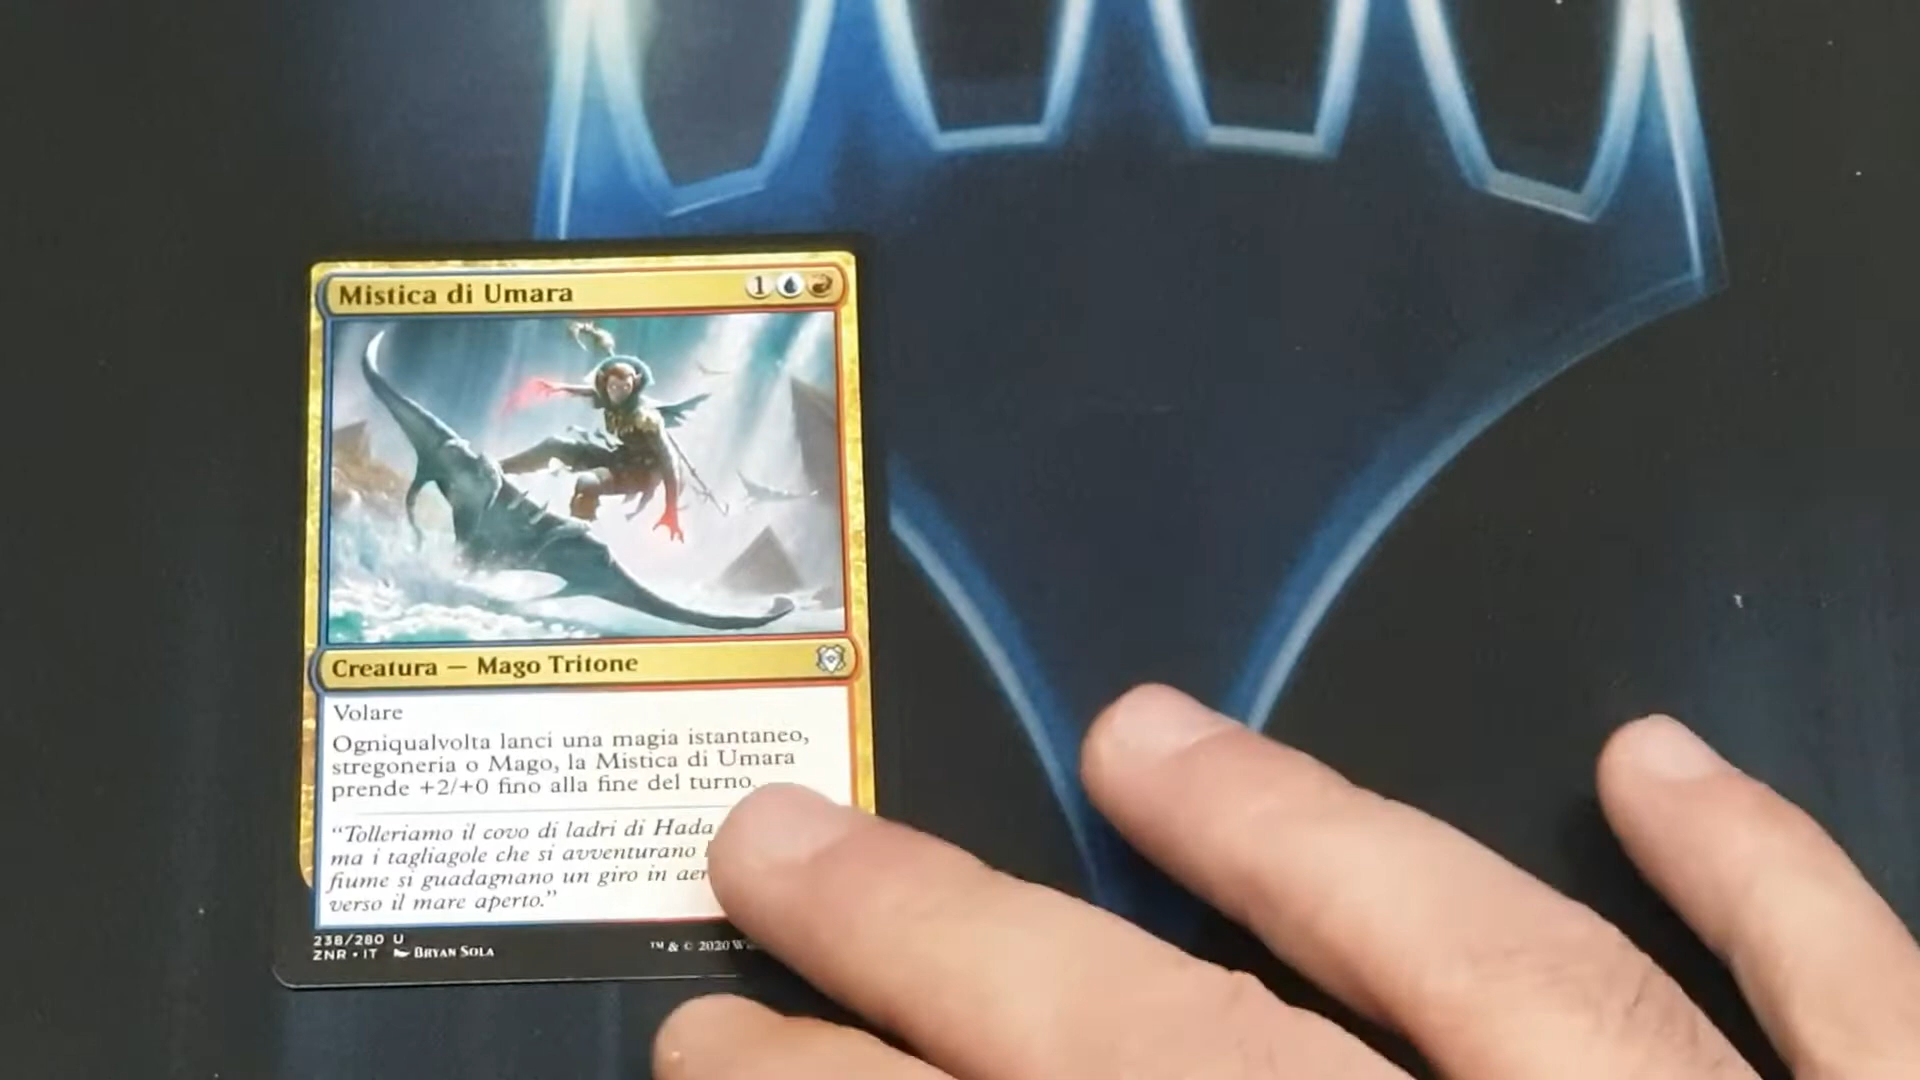 Mistica di Umara
1
Creatura — Mago Tritone
Volare
Ogniqualvolta lanci una magia istantaneo,
stregoneria o Mago, la Mistica di Umara
prende +2/+0 fino alla fine del turno.
“Tolleriamo il covo di ladri di Hada
ma i tagliagole che si avventurano
fiume si guadagnano un giro in
verso il mare aperto.”
238/280 U
ZNR • IT BRYAN SOLA
™ & © 2020